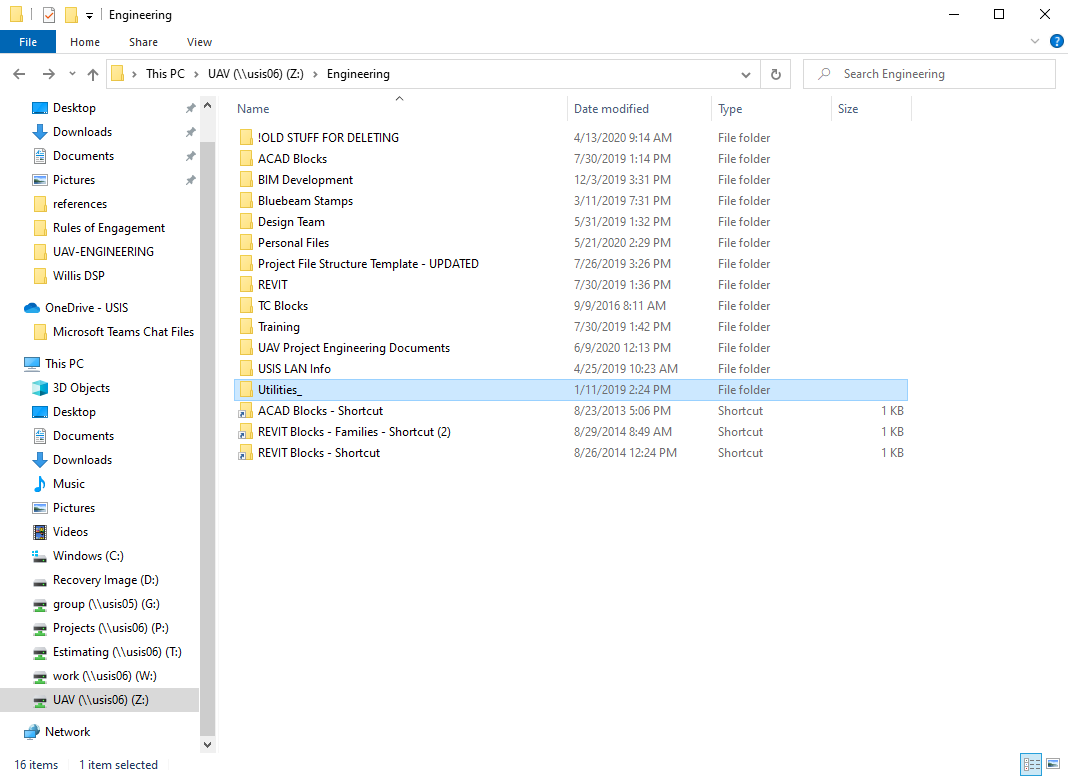 Engineering
File Home Share View
This PC UAV (\\usis06) (Z:) Engineering Search Engineering
Desktop
Downloads
Documents
Pictures
references
Rules of Engagement
UAV-ENGINEERING
Willis DSP
OneDrive - USIS
Microsoft Teams Chat Files
This PC
3D Objects
Desktop
Documents
Downloads
Music
Pictures
Videos
Windows (C:)
Recovery Image (D:)
group (\\usis05) (G:)
Projects (\\usis06) (P:)
Estimating (\\usis06) (T:)
work (\\usis06) (W:)
UAV (\\usis06) (Z:)
Network
Name Date modified Type Size
!OLD STUFF FOR DELETING 4/13/2020 9:14 AM File folder
ACAD Blocks 7/30/2019 1:14 PM File folder
BIM Development 12/3/2019 3:31 PM File folder
Bluebeam Stamps 3/11/2019 7:31 PM File folder
Design Team 5/31/2019 1:32 PM File folder
Personal Files 5/21/2020 2:29 PM File folder
Project File Structure Template - UPDATED 7/26/2019 3:26 PM File folder
REVIT 7/30/2019 1:36 PM File folder
TC Blocks 9/9/2016 8:11 AM File folder
Training 7/30/2019 1:42 PM File folder
UAV Project Engineering Documents 6/9/2020 12:13 PM File folder
USIS LAN Info 4/25/2019 10:23 AM File folder
Utilities_ 1/11/2019 2:24 PM File folder
ACAD Blocks - Shortcut 8/23/2013 5:06 PM Shortcut 1 KB
REVIT Blocks - Families - Shortcut (2) 8/29/2014 8:49 AM Shortcut 1 KB
REVIT Blocks - Shortcut 8/26/2014 12:24 PM Shortcut 1 KB
16 items 1 item selected